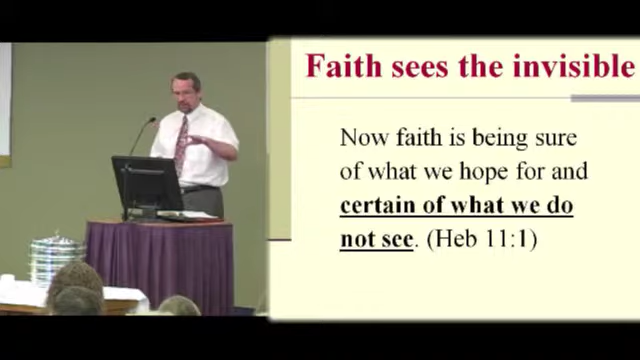 Faith sees the invisible
Now faith is being sure
of what we hope for and
certain of what we do
not see. (Heb 11:1)